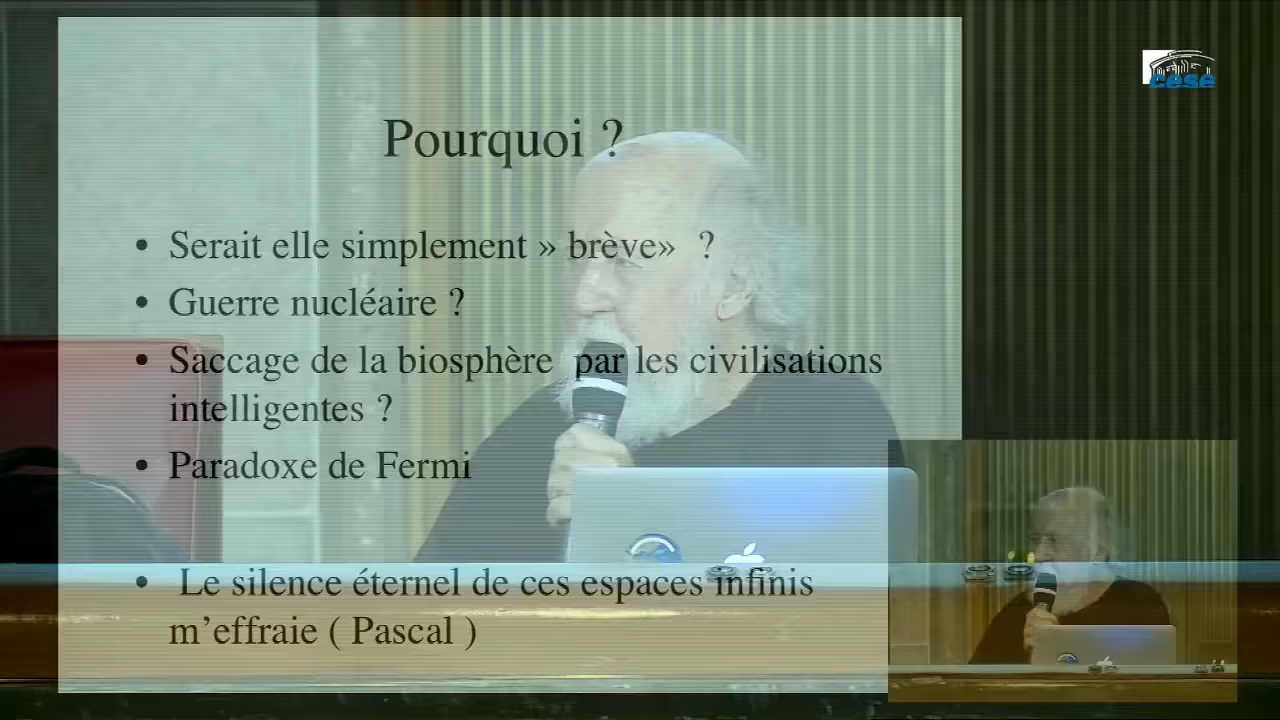 cese
Pourquoi ?
• Serait elle simplement » brève» ?
• Guerre nucléaire ?
• Saccage de la biosphère par les civilisations
intelligentes ?
• Paradoxe de Fermi
• Le silence éternel de ces espaces infinis
m’effraie ( Pascal )